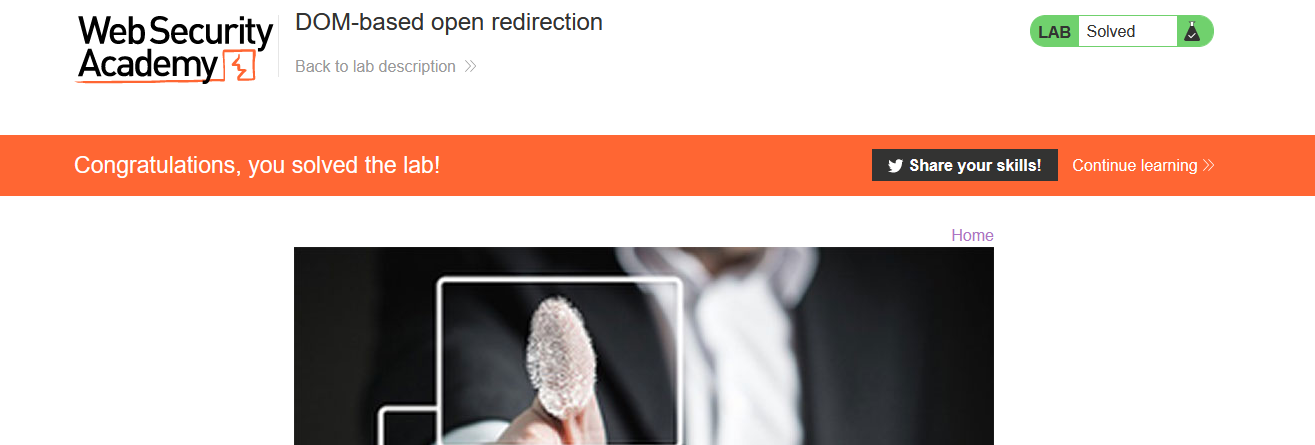 Web Security
Academy
DOM-based open redirection
Back to lab description
LAB Solved
Congratulations, you solved the lab!
Share your skills!
Continue learning
Home